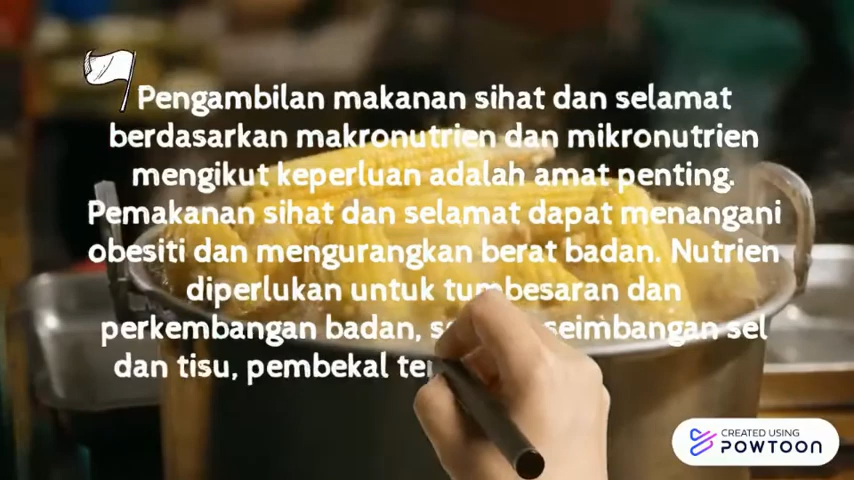 Pengambilan makanan sihat dan selamat
berdasarkan makronutrien dan mikronutrien
mengikut keperluan adalah amat penting.
Pemakanan sihat dan selamat dapat menangani
obesiti dan mengurangkan berat badan. Nutrien
diperlukan untuk tumbesaran dan
perkembangan badan, seimbangan sel
dan tisu, pembekal
CREATED USING
POWTOON